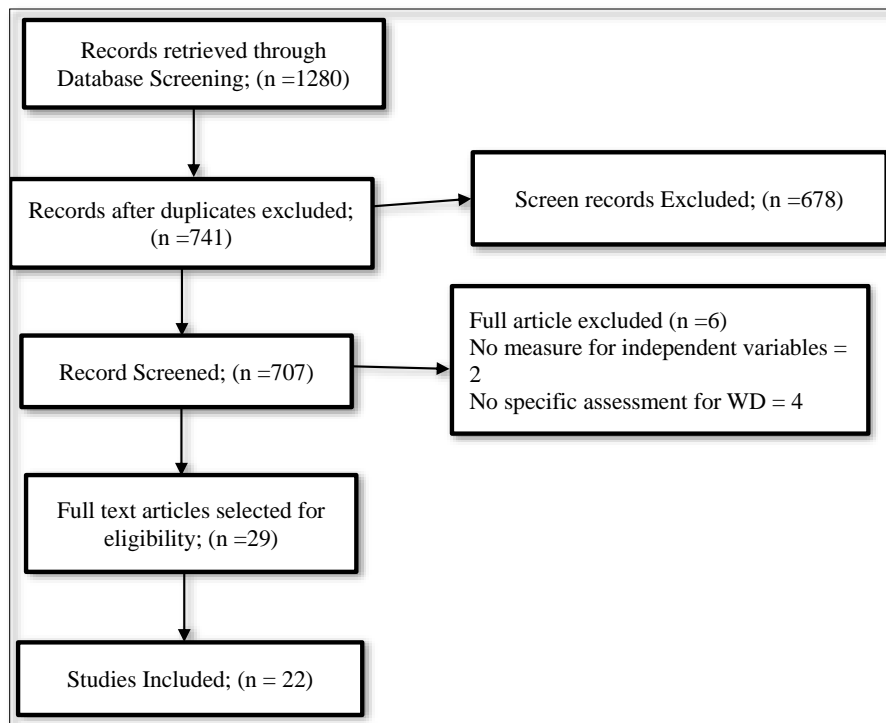 Records retrieved through
Database Screening; (n =1280)
Records after duplicates excluded;
(n =741)
Screen records Excluded; (n =678)
Record Screened; (n =707)
Full article excluded (n =6)
No measure for independent variables =
2
No specific assessment for WD = 4
Full text articles selected for
eligibility; (n =29)
Studies Included; (n = 22)